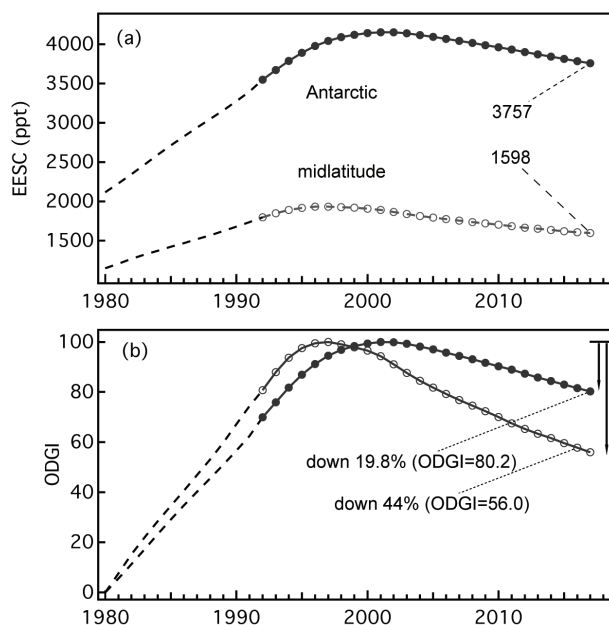 (a)
4000
3500
3000
2500
2000
1500
EESC (ppt)
Antarctic
3757
1598
midlatitude
1980
1990
2000
2010
(b)
100
80
60
40
20
0
ODGI
down 19.8% (ODGI=80.2)
down 44% (ODGI=56.0)
1980
1990
2000
2010